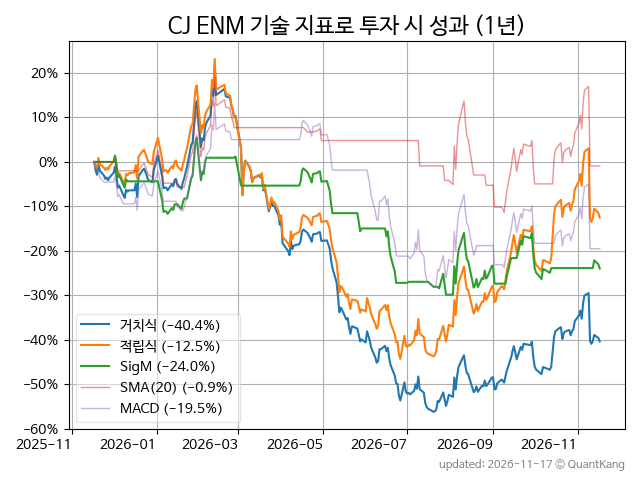 CJ ENM 기술 지표로 투자 시 성과 (1년)
20%
10%
0%
−10%
−20%
−30%
−40%
−50%
−60%
거치식 (−40.4%)
적립식 (−12.5%)
SigM (−24.0%)
SMA(20) (−0.9%)
MACD (−19.5%)
2025-11 2026-01 2026-03 2026-05 2026-07 2026-09 2026-11
updated: 2026-11-17 © QuantKang